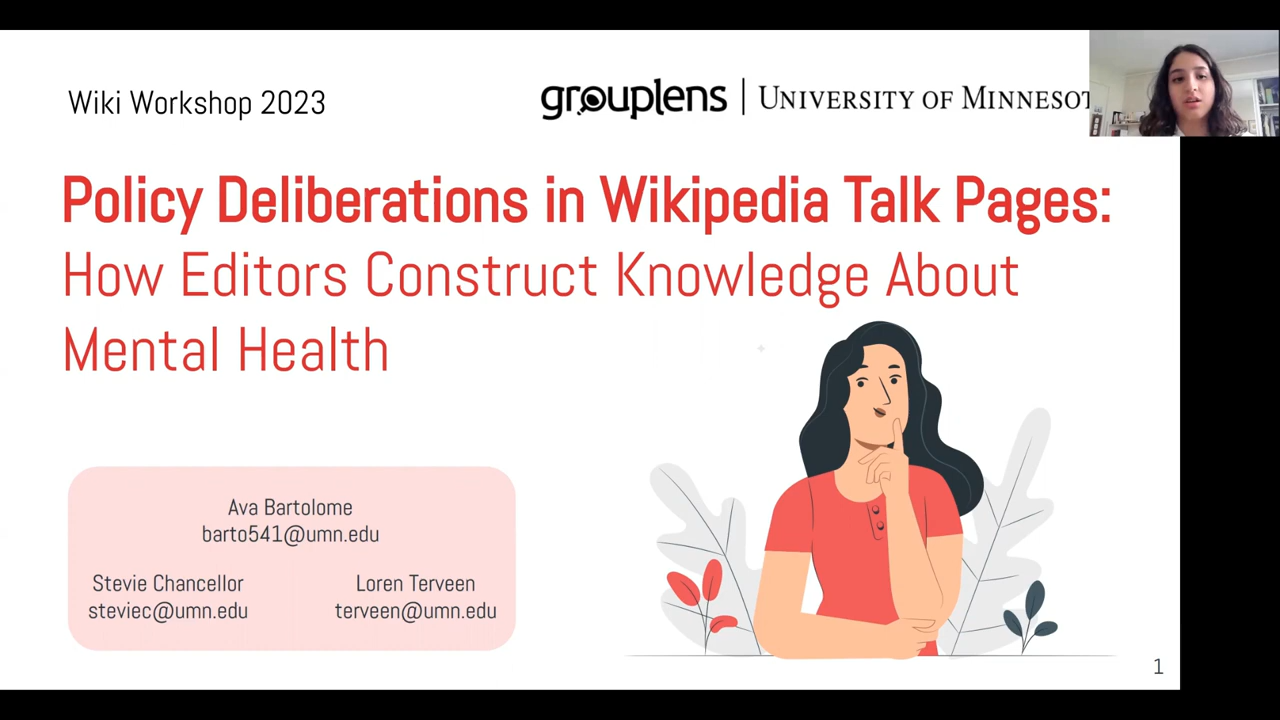 Wiki Workshop 2023
grouplens | UNIVERSITY OF MINNESOT
Policy Deliberations in Wikipedia Talk Pages:
How Editors Construct Knowledge About
Mental Health
Ava Bartolome
barto541@umn.edu
Stevie Chancellor Loren Terveen
steviec@umn.edu terveen@umn.edu
1